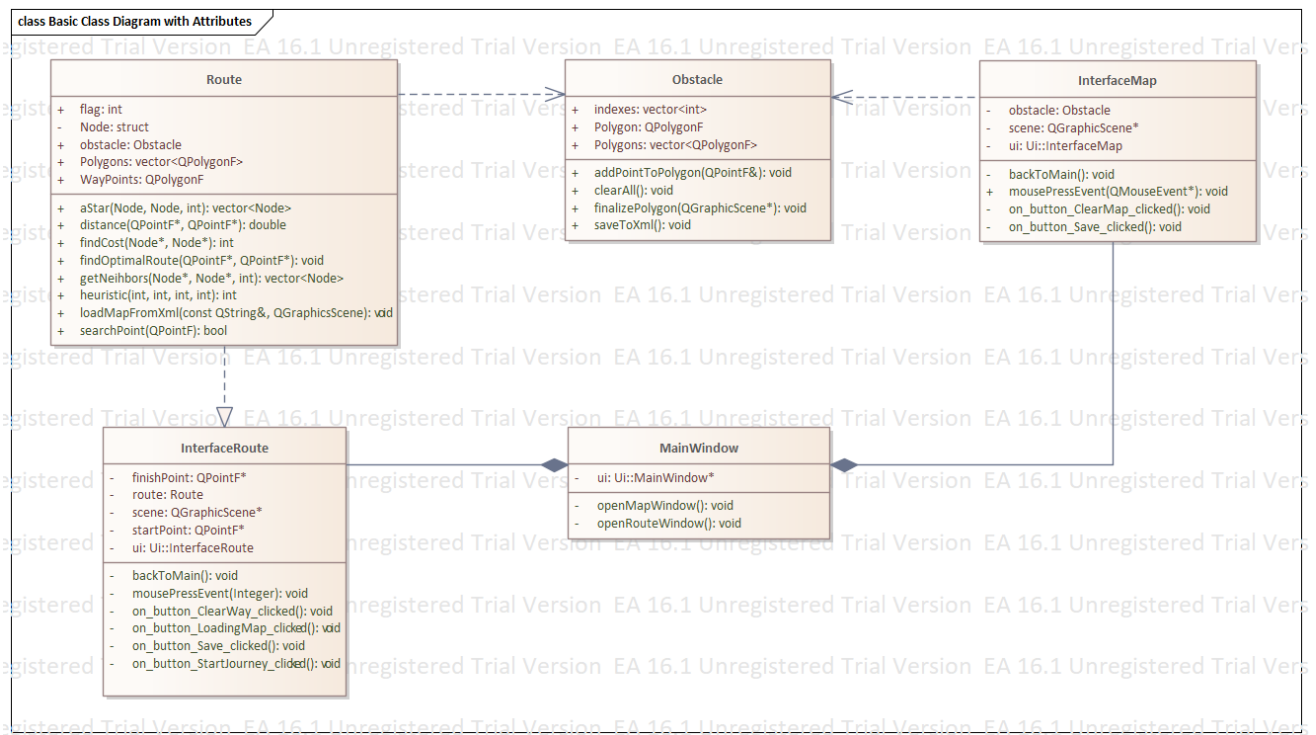 class Basic Class Diagram with Attributes
EA 16.1 Unregistered Trial Version
Route
+ flag: int
- Node: struct
+ obstacle: Obstacle
+ Polygons: vector<QPolygonF>
+ WayPoints: QPolygonF
+ aStar(Node, Node, int): vector<Node>
+ distance(QPointF*, QPointF*): double
+ findCost(Node*, Node*): int
+ findOptimalRoute(QPointF*, QPointF*): void
+ getNeihbors(Node*, Node*, int): vector<Node>
+ heuristic(int, int, int, int): int
+ loadMapFromXml(const QString&, QGraphicsScene): void
+ searchPoint(QPointF): bool
Obstacle
+ indexes: vector<int>
+ Polygon: QPolygonF
+ Polygons: vector<QPolygonF>
+ addPointToPolygon(QPointF&): void
+ clearAll(): void
+ finalizePolygon(QGraphicScene*): void
+ saveToXml(): void
InterfaceMap
- obstacle: Obstacle
- scene: QGraphicScene*
- ui: Ui::InterfaceMap
- backToMain(): void
+ mousePressEvent(QMouseEvent*): void
- on_button_ClearMap_clicked(): void
- on_button_Save_clicked(): void
InterfaceRoute
- finishPoint: QPointF*
- route: Route
- scene: QGraphicScene*
- startPoint: QPointF*
- ui: Ui::InterfaceRoute
- backToMain(): void
- mousePressEvent(Integer): void
- on_button_ClearWay_clicked(): void
- on_button_LoadingMap_clicked(): void
- on_button_Save_clicked(): void
- on_button_StartJourney_clicked(): void
MainWindow
- ui: Ui::MainWindow*
- openMapWindow(): void
- openRouteWindow(): void